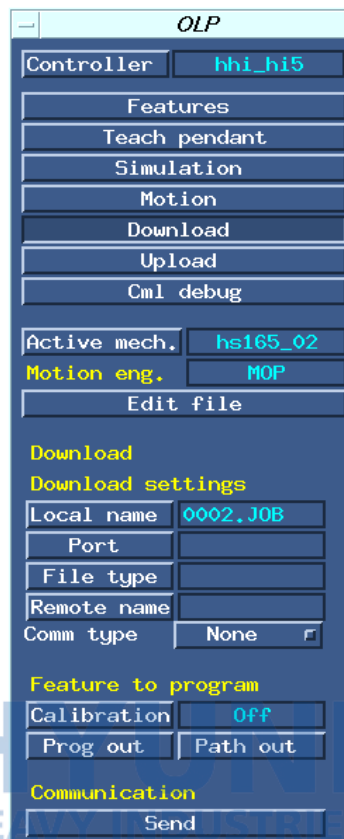 OLP
Controller hhi_hi5
Features
Teach pendant
Simulation
Motion
Download
Upload
Cml debug
Active mech. hs165_02
Motion eng. MOP
Edit file
Download
Download settings
Local name 0002.JOB
Port
File type
Remote name
Comm type None
Feature to program
Calibration Off
Prog out Path out
Communication
Send